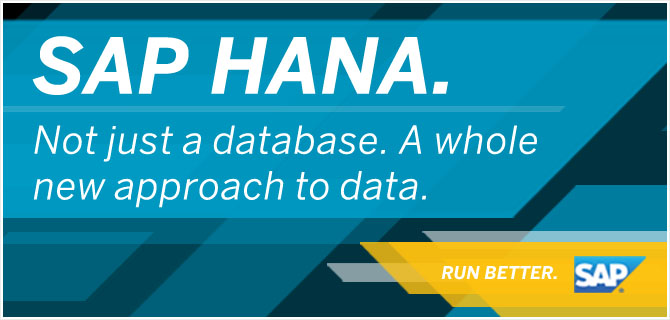 SAP HANA.
Not just a database. A whole
new approach to data.
RUN BETTER.
SAP®